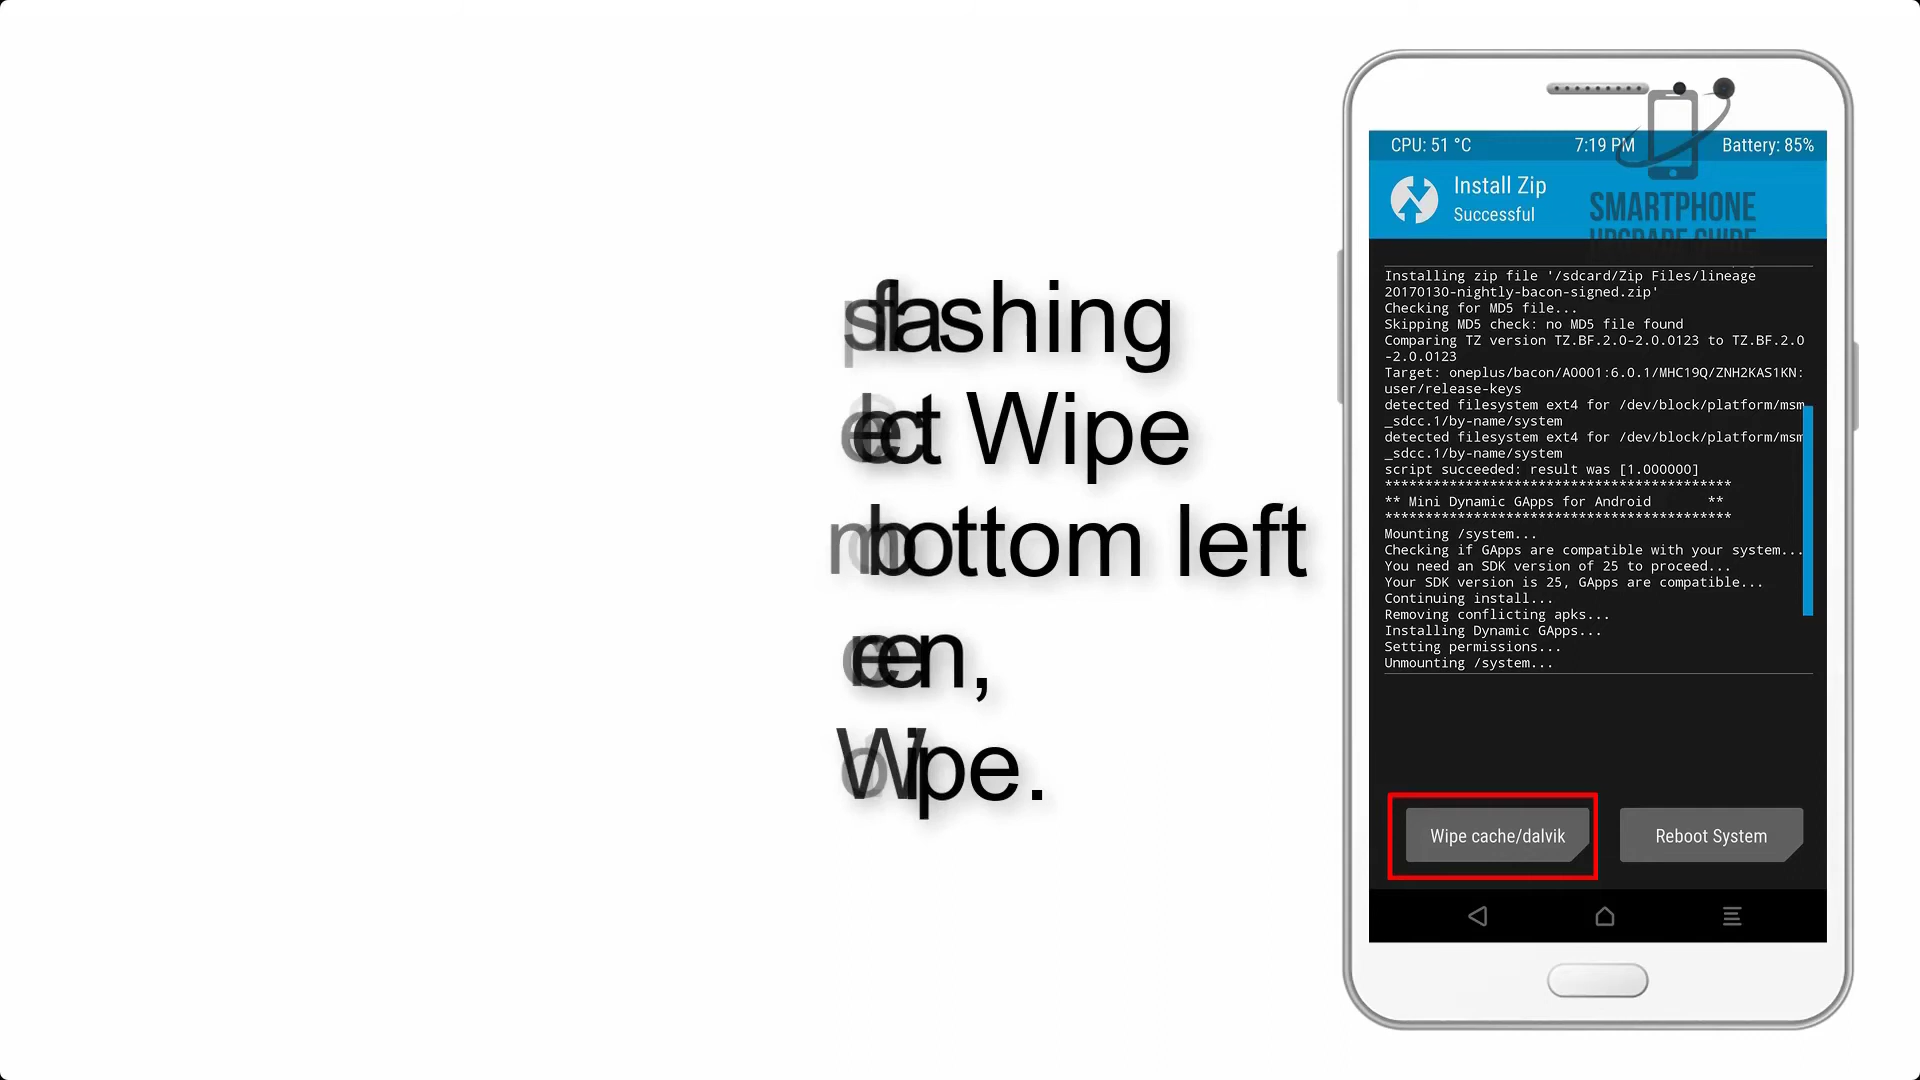 flashing
Wipe
bottom left
Wipe.
CPU: 51 °C 7:19 PM Battery: 85%
Install Zip
Successful
SMARTPHONE
UPGRADE GUIDE
Installing zip file '/sdcard/Zip Files/lineage
20170130-nightly-bacon-signed.zip'
Checking for MD5 file...
Skipping MD5 check: no MD5 file found
Comparing TZ version TZ.BF.2.0-2.0.0123 to TZ.BF.2.0
-2.0.0123
Target: oneplus/bacon/A0001:6.0.1/MHC19Q/ZNH2KAS1KN:
user/release-keys
detected filesystem ext4 for /dev/block/platform/msm
_sdcc.1/by-name/system
detected filesystem ext4 for /dev/block/platform/msm
_sdcc.1/by-name/system
script succeeded: result was [1.000000]
*******************************************
** Mini Dynamic GApps for Android       **
*******************************************
Mounting /system...
Checking if GApps are compatible with your system...
You need an SDK version of 25 to proceed...
Your SDK version is 25, GApps are compatible...
Continuing install...
Removing conflicting apks...
Installing Dynamic GApps...
Setting permissions...
Unmounting /system...
Wipe cache/dalvik Reboot System